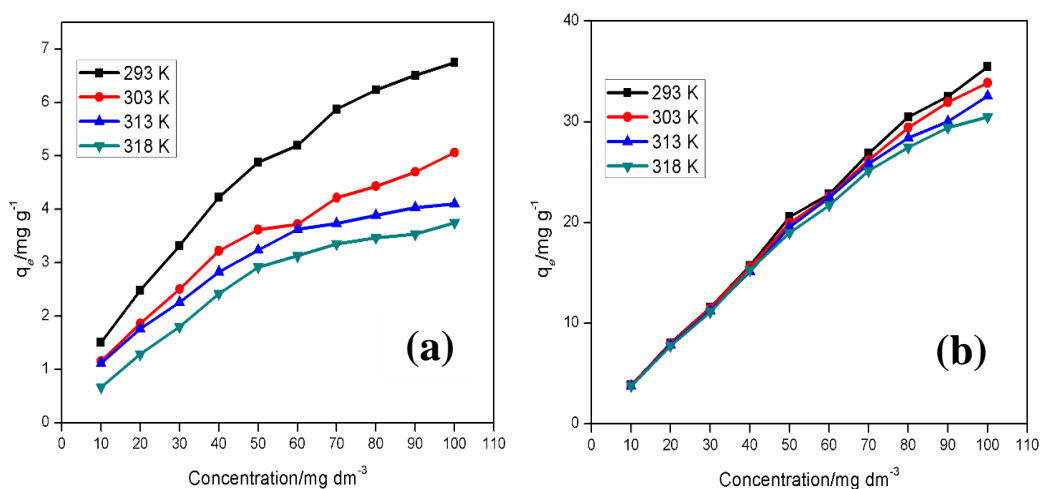 7
6
5
4
3
2
1
0
293 K
303 K
313 K
318 K
(a)
0 10 20 30 40 50 60 70 80 90 100 110
Concentration/mg dm-3
qe/mg g-1
40
30
20
10
0
293 K
303 K
313 K
318 K
(b)
0 10 20 30 40 50 60 70 80 90 100 110
Concentration/mg dm-3
qe/mg g-1